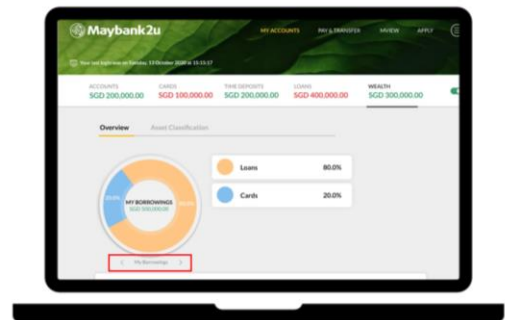 Maybank2u
MY ACCOUNTS PAY & TRANSFER MVIEW APPLY
Your last login was on Tuesday, 13 October 2020 at 15:15:17
ACCOUNTS CARDS TIME DEPOSITS LOANS WEALTH
SGD 200,000.00 SGD 100,000.00 SGD 200,000.00 SGD 400,000.00 SGD 300,000.00
Overview Asset Classification
Loans 80.0%
Cards 20.0%
20.0% MY BORROWINGS 80.0%
SGD 500,000.00
< My Borrowings >